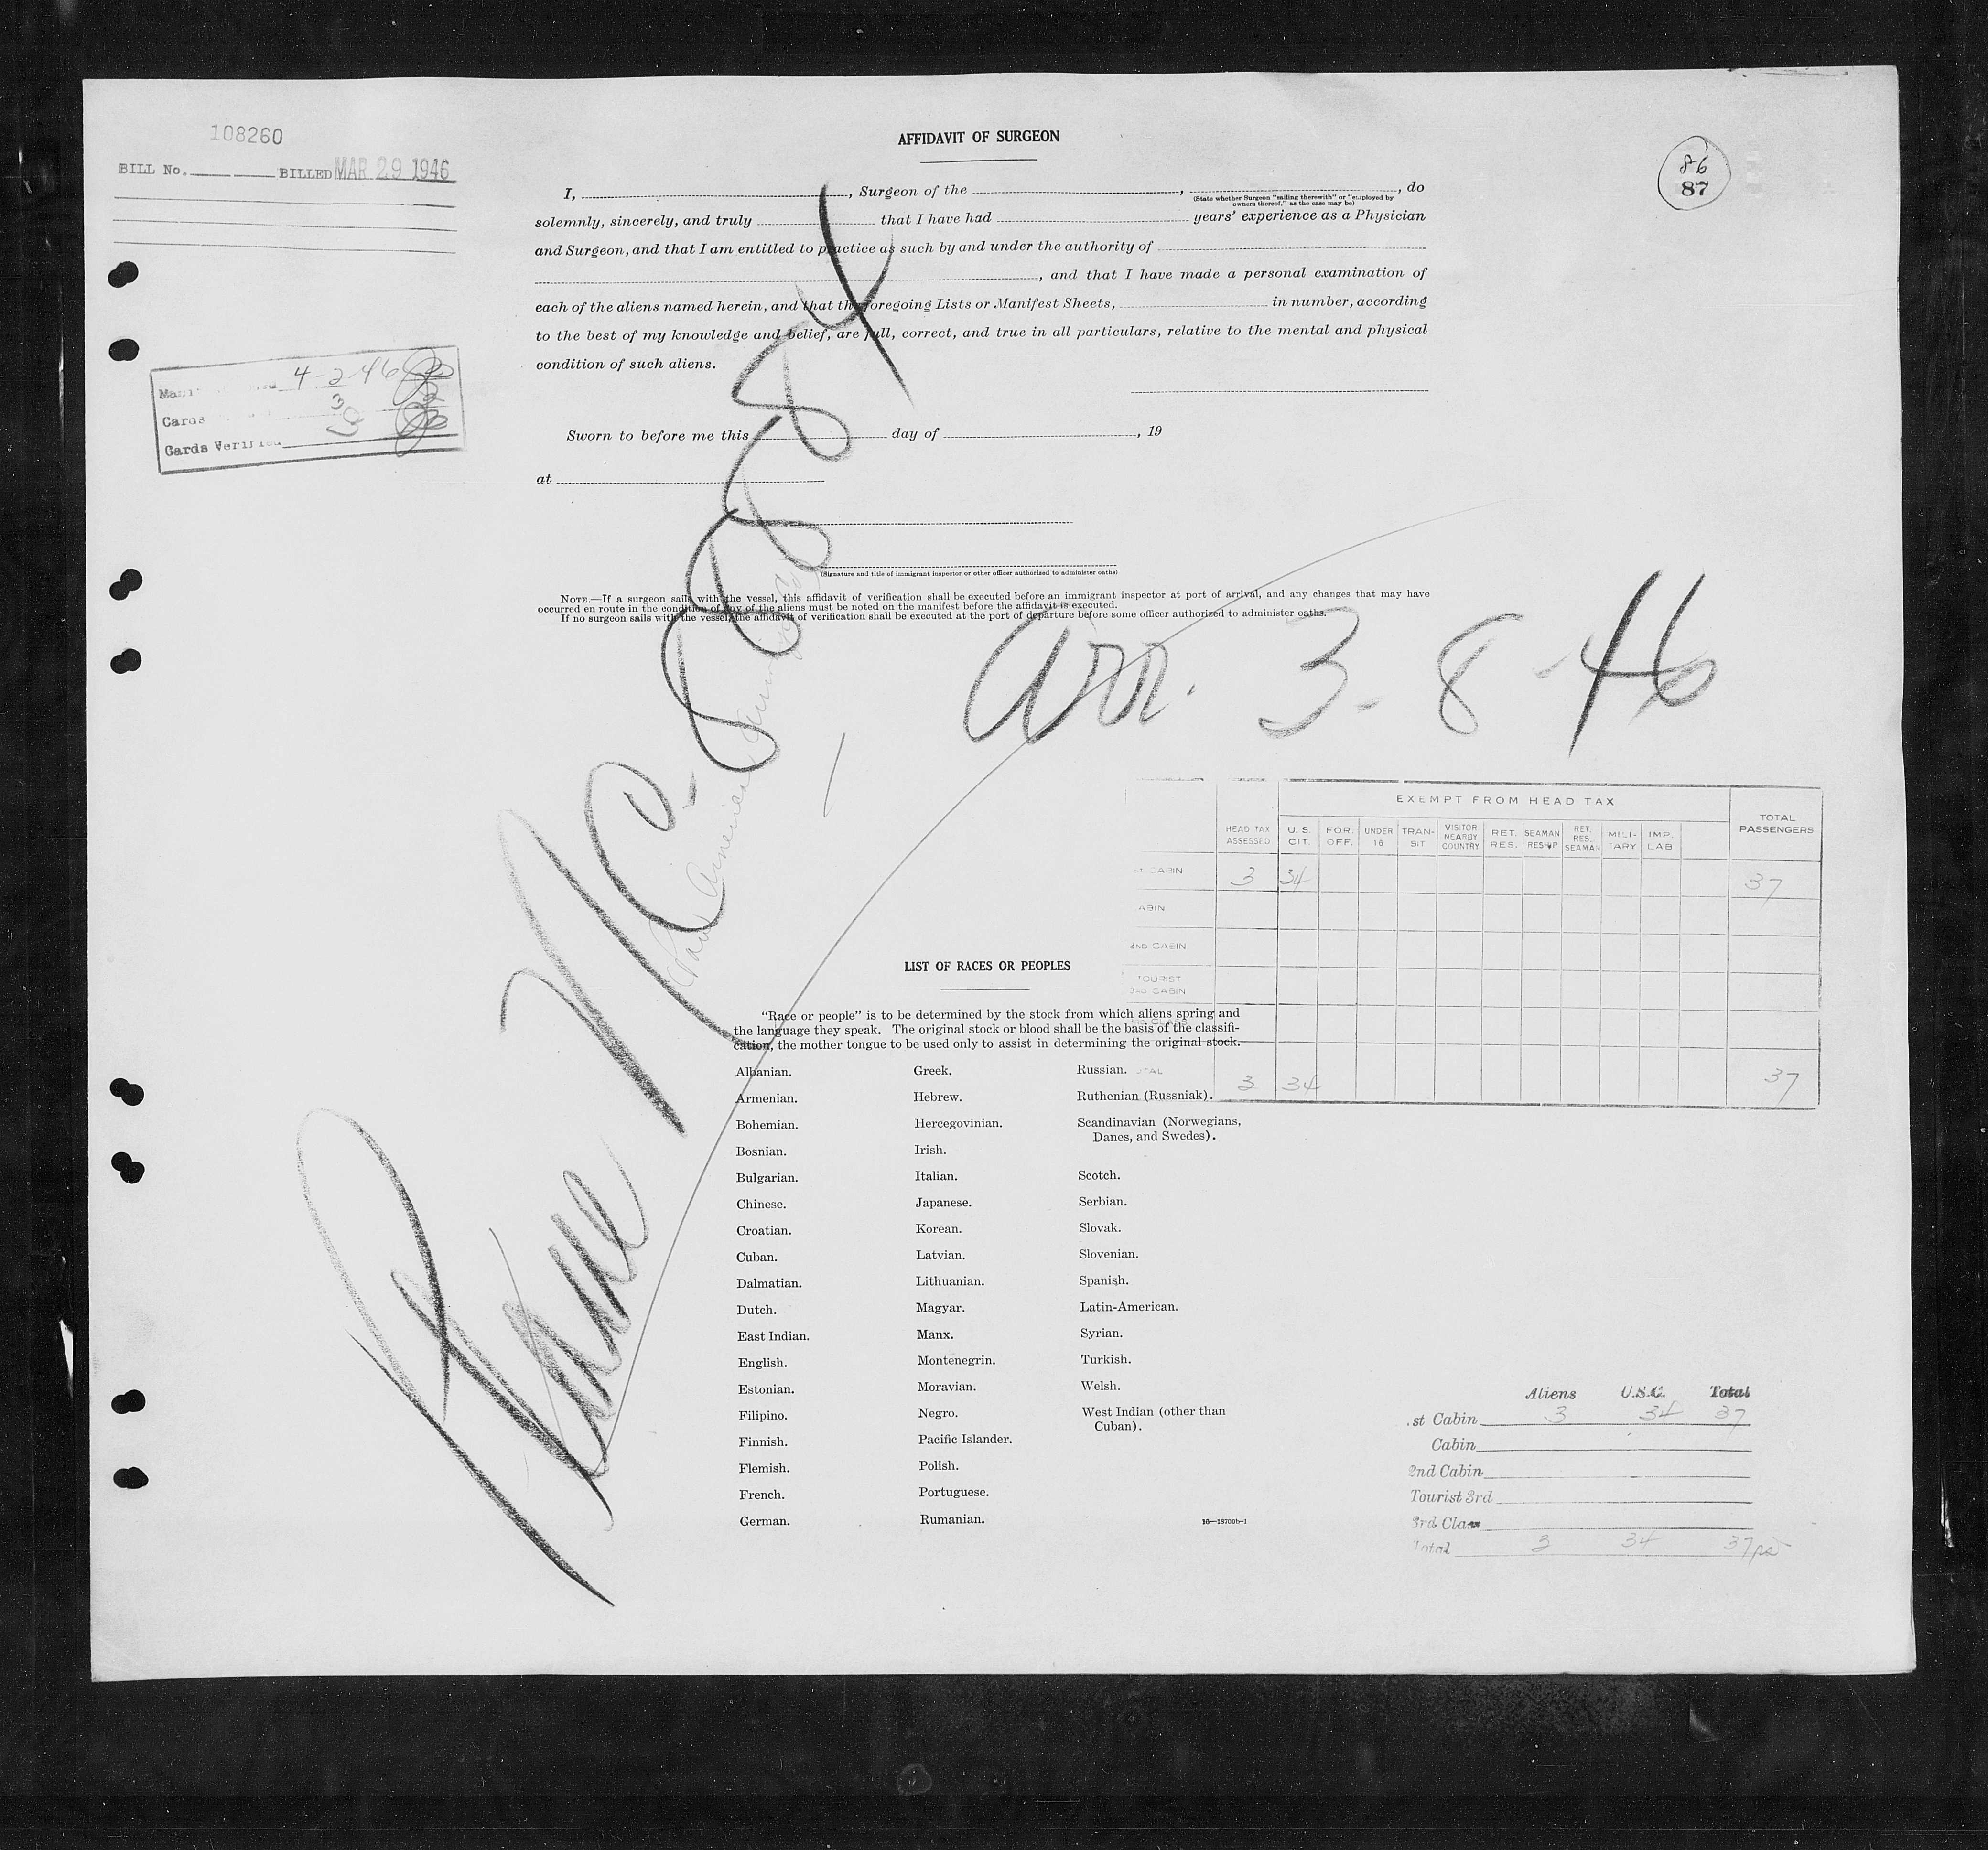 108260
BILL No. BILLED MAR 29 1946
AFFIDAVIT OF SURGEON
86
87
I, , Surgeon of the , , do
(State whether Surgeon "sailing therewith" or "employed by owners thereof," as the case may be)
solemnly, sincerely, and truly that I have had years' experience as a Physician
and Surgeon, and that I am entitled to practice as such by and under the authority of
, and that I have made a personal examination of
each of the aliens named herein, and that the foregoing Lists or Manifest Sheets, in number, according
to the best of my knowledge and belief, are full, correct, and true in all particulars, relative to the mental and physical
condition of such aliens.
4-2-46
Cards 3
Cards Verified
Sworn to before me this day of , 19
at
(Signature and title of immigrant inspector or other officer authorized to administer oaths)
NOTE.—If a surgeon sails with the vessel, this affidavit of verification shall be executed before an immigrant inspector at port of arrival, and any changes that may have
occurred en route in the condition of any of the aliens must be noted on the manifest before the affidavit is executed.
If no surgeon sails with the vessel, the affidavit of verification shall be executed at the port of departure before some officer authorized to administer oaths.
Plane NC-88884
Arr. 3-8-46
EXEMPT FROM HEAD TAX
HEAD TAX ASSESSED U.S. CIT. FOR. OFF. UNDER 16 TRANSIT VISITOR NEARBY COUNTRY RET. RES. SEAMAN RESHIP RET. RES. SEAMAN MILITARY IMP. LAB TOTAL PASSENGERS
ST CABIN 3 34 37
ABIN
2ND CABIN
TOURIST
3RD CABIN
TAL 3 34 37
LIST OF RACES OR PEOPLES
"Race or people" is to be determined by the stock from which aliens spring and
the language they speak. The original stock or blood shall be the basis of the classifi-
cation, the mother tongue to be used only to assist in determining the original stock.
Albanian.
Armenian.
Bohemian.
Bosnian.
Bulgarian.
Chinese.
Croatian.
Cuban.
Dalmatian.
Dutch.
East Indian.
English.
Estonian.
Filipino.
Finnish.
Flemish.
French.
German.
Greek.
Hebrew.
Hercegovinian.
Irish.
Italian.
Japanese.
Korean.
Latvian.
Lithuanian.
Magyar.
Manx.
Montenegrin.
Moravian.
Negro.
Pacific Islander.
Polish.
Portuguese.
Rumanian.
Russian.
Ruthenian (Russniak).
Scandinavian (Norwegians,
Danes, and Swedes).
Scotch.
Serbian.
Slovak.
Slovenian.
Spanish.
Latin-American.
Syrian.
Turkish.
Welsh.
West Indian (other than
Cuban).
16—18709b-1
Aliens U.S.C. Total
st Cabin 3 34 37
Cabin
2nd Cabin
Tourist 3rd
3rd Class
Total 3 34 37